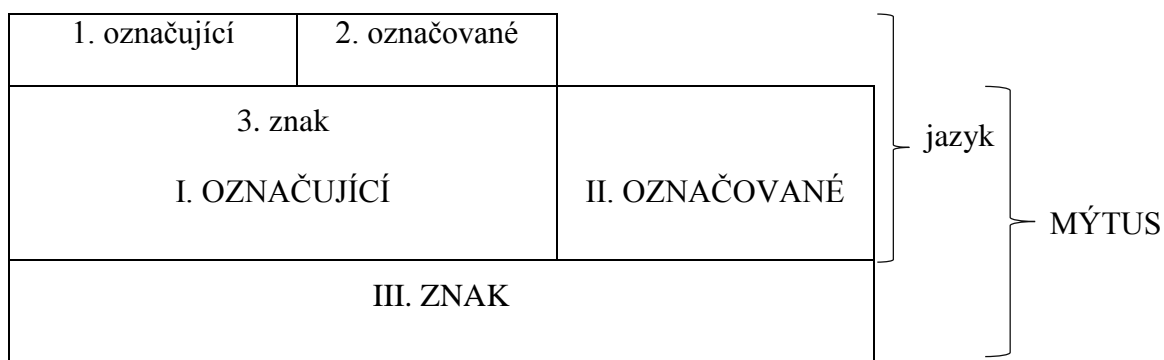 1. označující
2. označované
3. znak
jazyk
I. OZNAČUJÍCÍ
II. OZNAČOVANÉ
MÝTUS
III. ZNAK